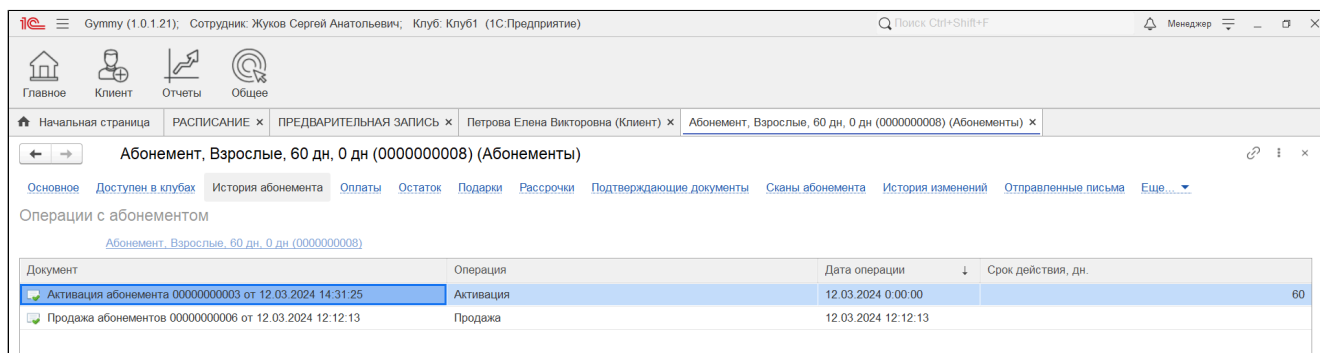 1С Gymmy (1.0.1.21); Сотрудник: Жуков Сергей Анатольевич; Клуб: Клуб1 (1С:Предприятие) Поиск Ctrl+Shift+F Менеджер
Главное Клиент Отчеты Общее
Начальная страница РАСПИСАНИЕ × ПРЕДВАРИТЕЛЬНАЯ ЗАПИСЬ × Петрова Елена Викторовна (Клиент) × Абонемент, Взрослые, 60 дн, 0 дн (0000000008) (Абонементы) ×
Абонемент, Взрослые, 60 дн, 0 дн (0000000008) (Абонементы)
Основное Доступен в клубах История абонемента Оплаты Остаток Подарки Рассрочки Подтверждающие документы Сканы абонемента История изменений Отправленные письма Еще...
Операции с абонементом
Абонемент, Взрослые, 60 дн, 0 дн (0000000008)
Документ Операция Дата операции ↓ Срок действия, дн.
Активация абонемента 00000000003 от 12.03.2024 14:31:25 Активация 12.03.2024 0:00:00 60
Продажа абонементов 00000000006 от 12.03.2024 12:12:13 Продажа 12.03.2024 12:12:13